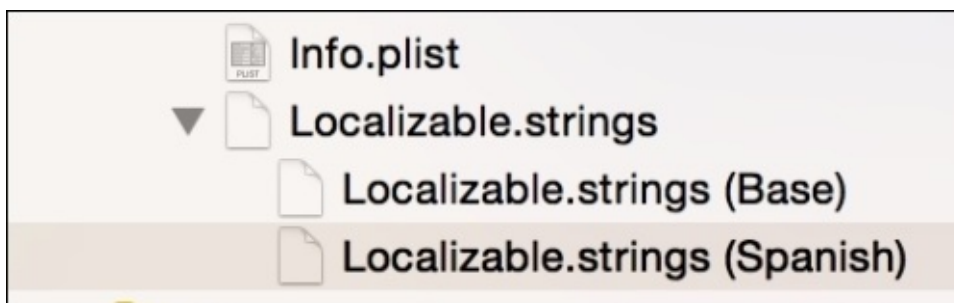 PLIST
Info.plist
Localizable.strings
Localizable.strings (Base)
Localizable.strings (Spanish)